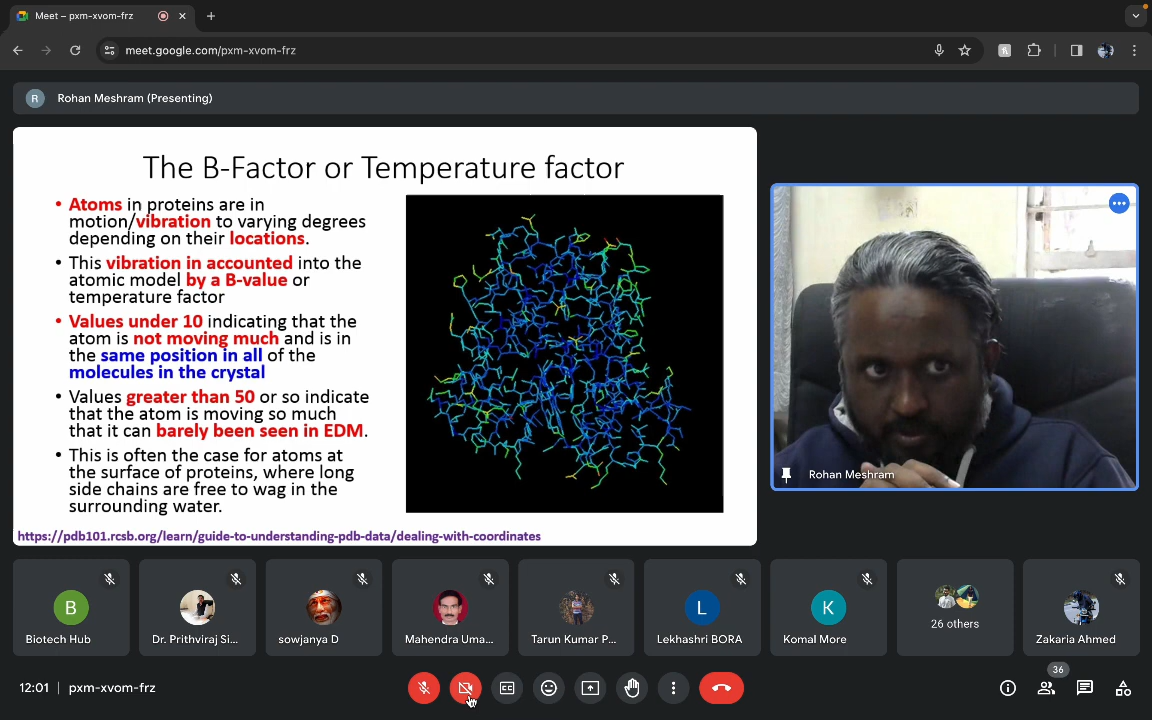 Meet – pxm-xvom-frz
meet.google.com/pxm-xvom-frz
R
Rohan Meshram (Presenting)
The B-Factor or Temperature factor
• Atoms in proteins are in
motion/vibration to varying degrees
depending on their locations.
• This vibration in accounted into the
atomic model by a B-value or
temperature factor
• Values under 10 indicating that the
atom is not moving much and is in
the same position in all of the
molecules in the crystal
• Values greater than 50 or so indicate
that the atom is moving so much
that it can barely been seen in EDM.
• This is often the case for atoms at
the surface of proteins, where long
side chains are free to wag in the
surrounding water.
https://pdb101.rcsb.org/learn/guide-to-understanding-pdb-data/dealing-with-coordinates
Rohan Meshram
B
Biotech Hub
Dr. Prithviraj Si...
sowjanya D
Mahendra Uma...
Tarun Kumar P...
L
Lekhashri BORA
K
Komal More
26 others
Zakaria Ahmed
12:01 | pxm-xvom-frz
CC
36